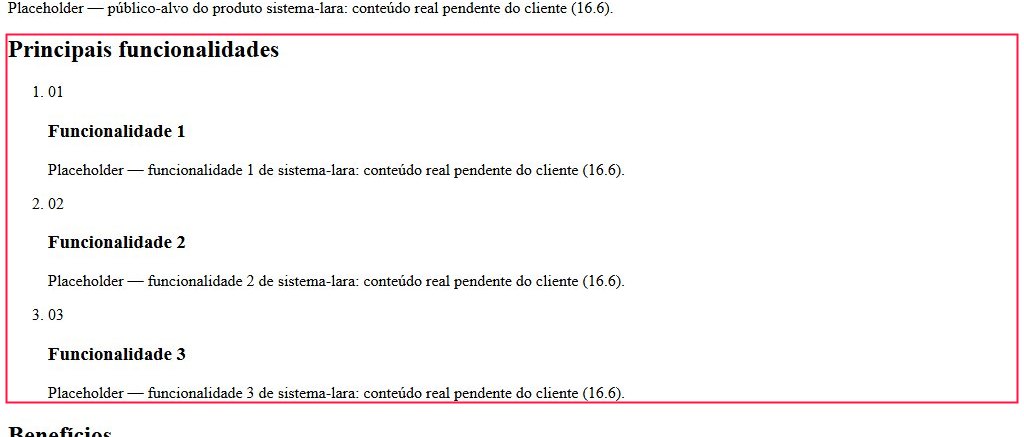 Placeholder — público-alvo do produto sistema-lara: conteúdo real pendente do cliente (16.6).
Principais funcionalidades
1. 01
Funcionalidade 1
Placeholder — funcionalidade 1 de sistema-lara: conteúdo real pendente do cliente (16.6).
2. 02
Funcionalidade 2
Placeholder — funcionalidade 2 de sistema-lara: conteúdo real pendente do cliente (16.6).
3. 03
Funcionalidade 3
Placeholder — funcionalidade 3 de sistema-lara: conteúdo real pendente do cliente (16.6).
Benefícios